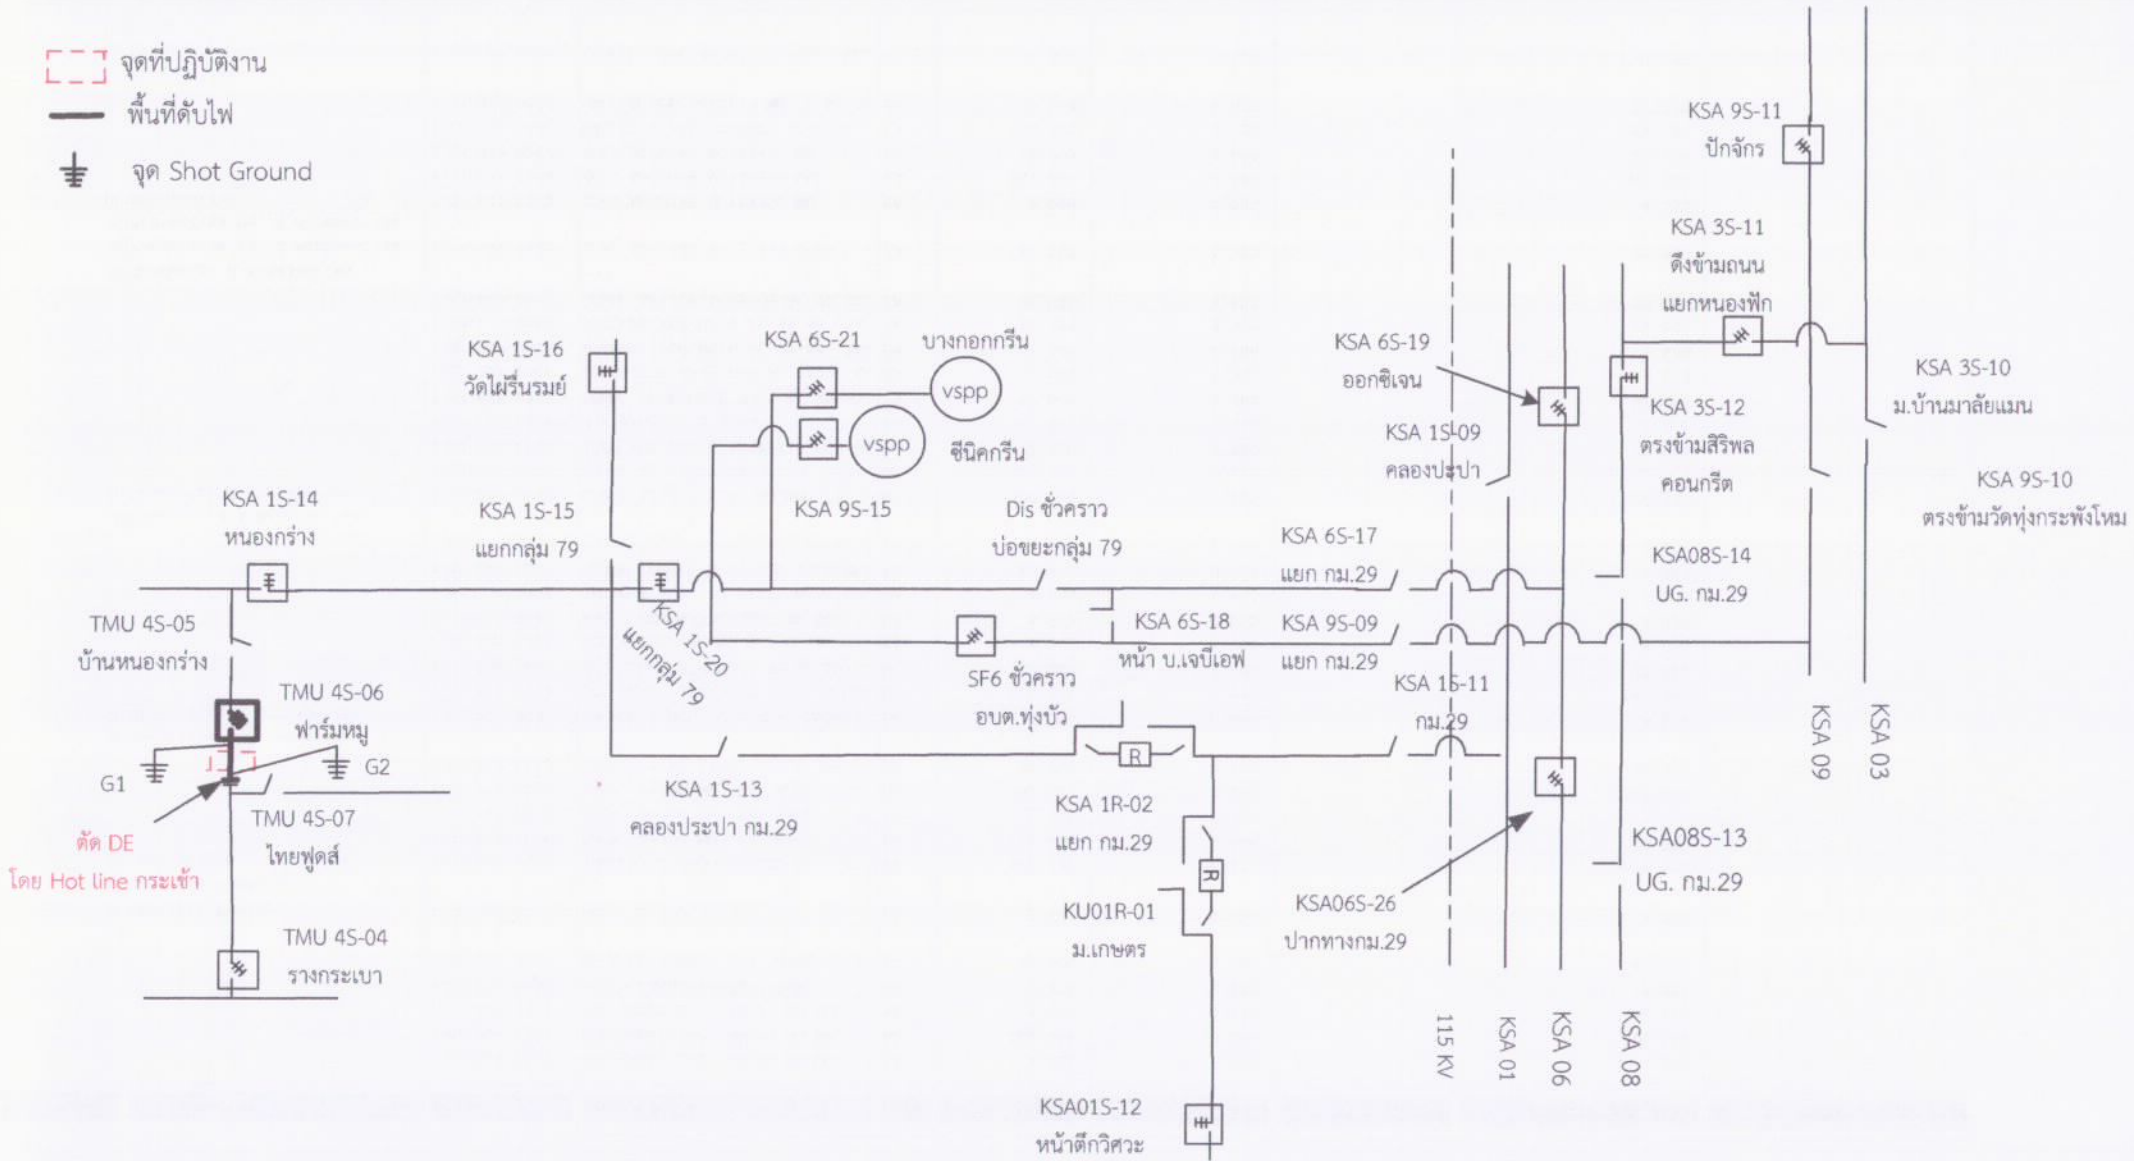 จุดที่ปฏิบัติงาน
พื้นที่ดับไฟ
จุด Shot Ground
KSA 9S-11
ปักจักร
KSA 3S-11
ดึงข้ามถนน
แยกหนองฟัก
KSA 1S-16
วัดไผ่รื่นรมย์
KSA 6S-21
บางกอกกรีน
vspp
vspp
ชีนิคกรีน
KSA 9S-15
KSA 6S-19
ออกซิเจน
KSA 1S-09
คลองปะปา
KSA 3S-12
ตรงข้ามสิริพล
คอนกรีต
KSA 3S-10
ม.บ้านมาลัยแมน
KSA 9S-10
ตรงข้ามวัดทุ่งกระพังโหม
KSA 1S-14
หนองกร่าง
KSA 1S-15
แยกกลุ่ม 79
Dis ชั่วคราว
บ่อขยะกลุ่ม 79
KSA 6S-17
แยก กม.29
KSA08S-14
UG. กม.29
TMU 4S-05
บ้านหนองกร่าง
KSA 1S-20
แยกกลุ่ม 79
KSA 6S-18
หน้า บ.เจบีเอฟ
KSA 9S-09
แยก กม.29
SF6 ชั่วคราว
อบต.ทุ่งบัว
KSA 1S-11
กม.29
TMU 4S-06
ฟาร์มหมู
G1
G2
R
KSA 09
KSA 03
TMU 4S-07
ไทยฟูดส์
ตัด DE
โดย Hot line กระเช้า
KSA 1S-13
คลองประปา กม.29
KSA 1R-02
แยก กม.29
R
KSA08S-13
UG. กม.29
KU01R-01
ม.เกษตร
KSA06S-26
ปากทางกม.29
TMU 4S-04
รางกระเบา
115 KV
KSA 01
KSA 06
KSA 08
KSA01S-12
หน้าตึกวิศวะ